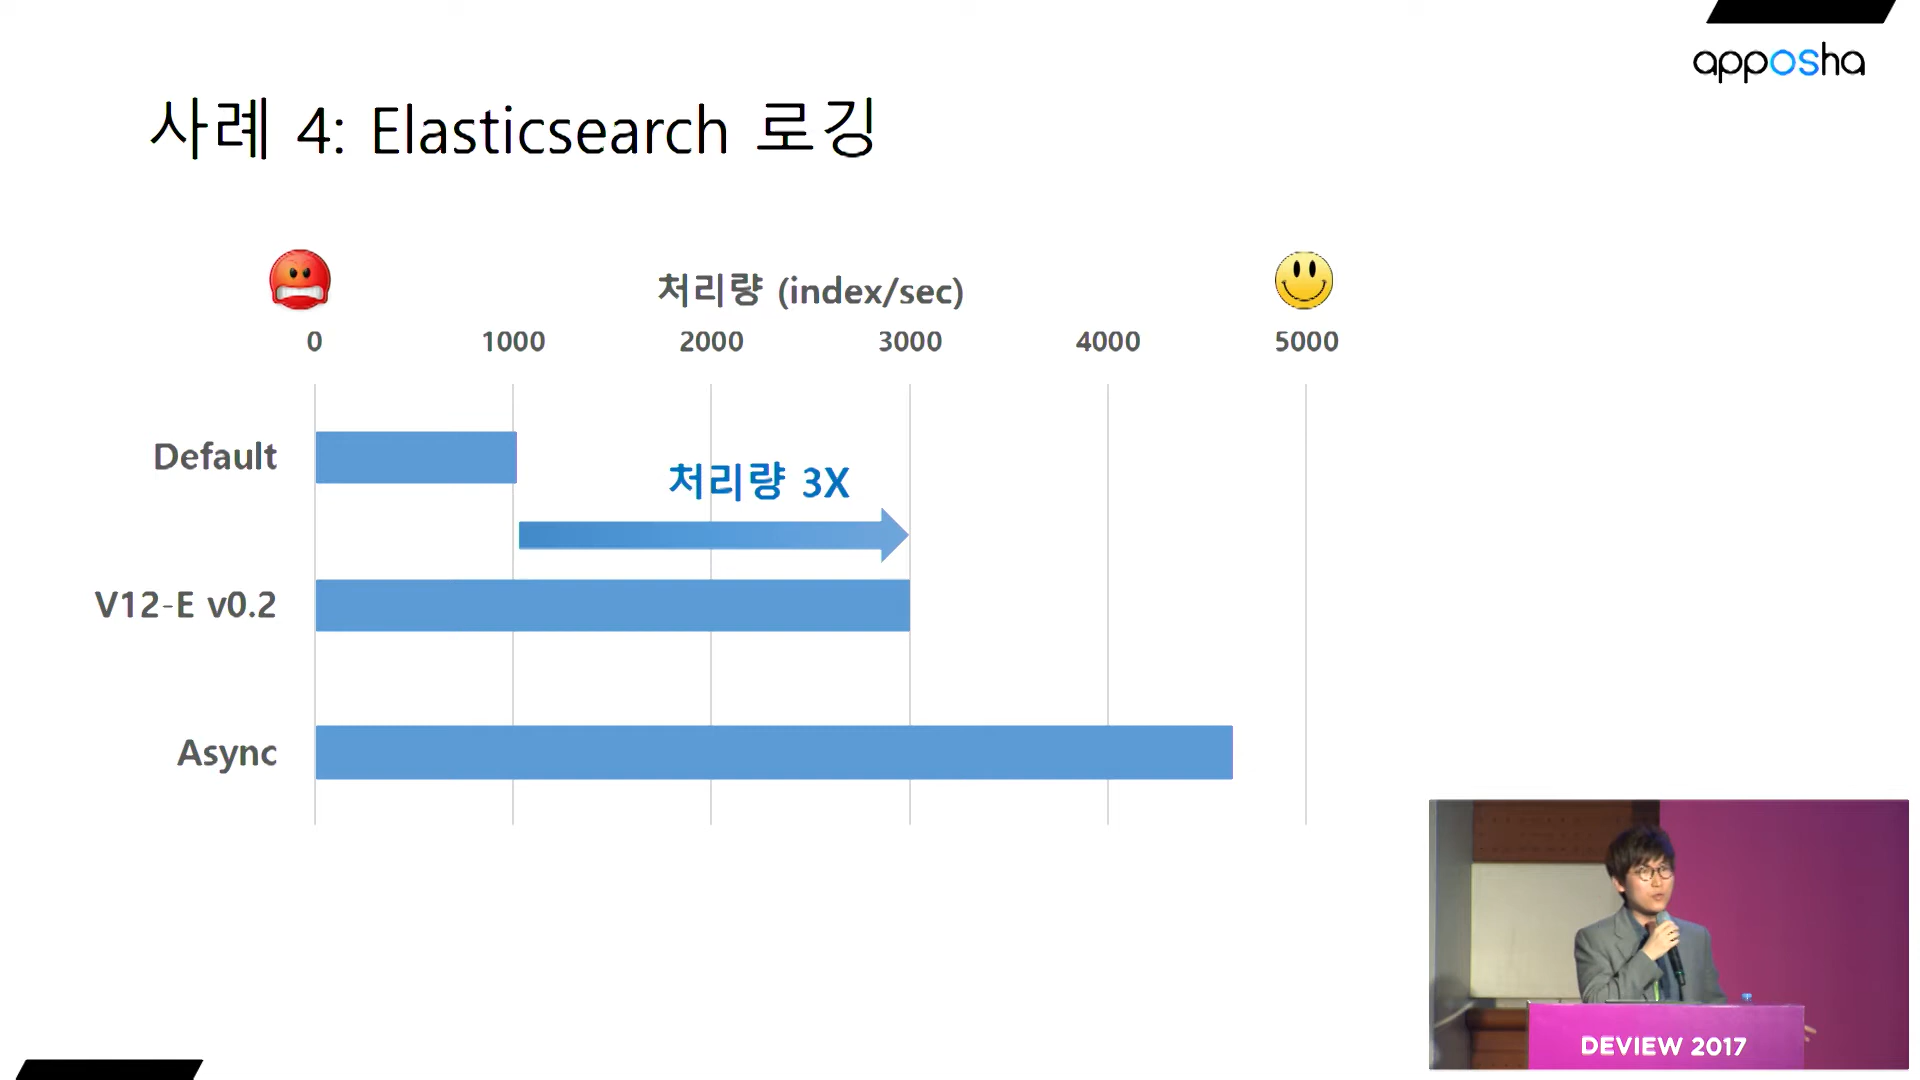 apposha
사례 4: Elasticsearch 로깅
처리량 (index/sec)
0 1000 2000 3000 4000 5000
Default
처리량 3X
V12-E v0.2
Async
DEVIEW 2017